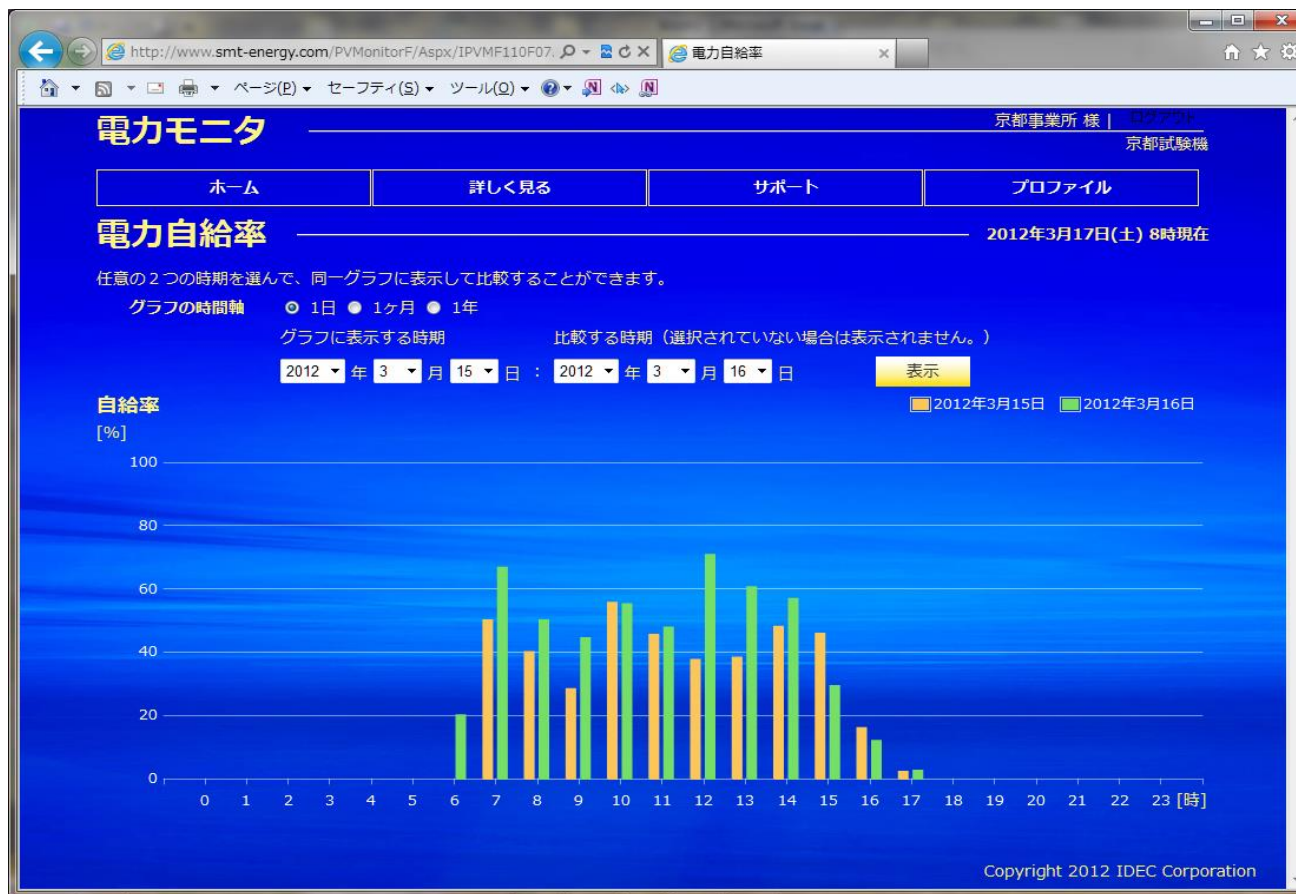 http://www.smt-energy.com/PVMonitorF/Aspx/IPVMF110F07.
電力自給率
ページ(P) セーフティ(S) ツール(O)
電力モニタ
京都事業所 様 | ログアウト
京都試験機
ホーム 詳しく見る サポート プロファイル
電力自給率
2012年3月17日(土) 8時現在
任意の２つの時期を選んで、同一グラフに表示して比較することができます。
グラフの時間軸 1日 1ヶ月 1年
グラフに表示する時期 比較する時期（選択されていない場合は表示されません。）
2012 年 3 月 15 日 : 2012 年 3 月 16 日 表示
自給率
2012年3月15日 2012年3月16日
[%]
100
80
60
40
20
0
0 1 2 3 4 5 6 7 8 9 10 11 12 13 14 15 16 17 18 19 20 21 22 23 [時]
Copyright 2012 IDEC Corporation